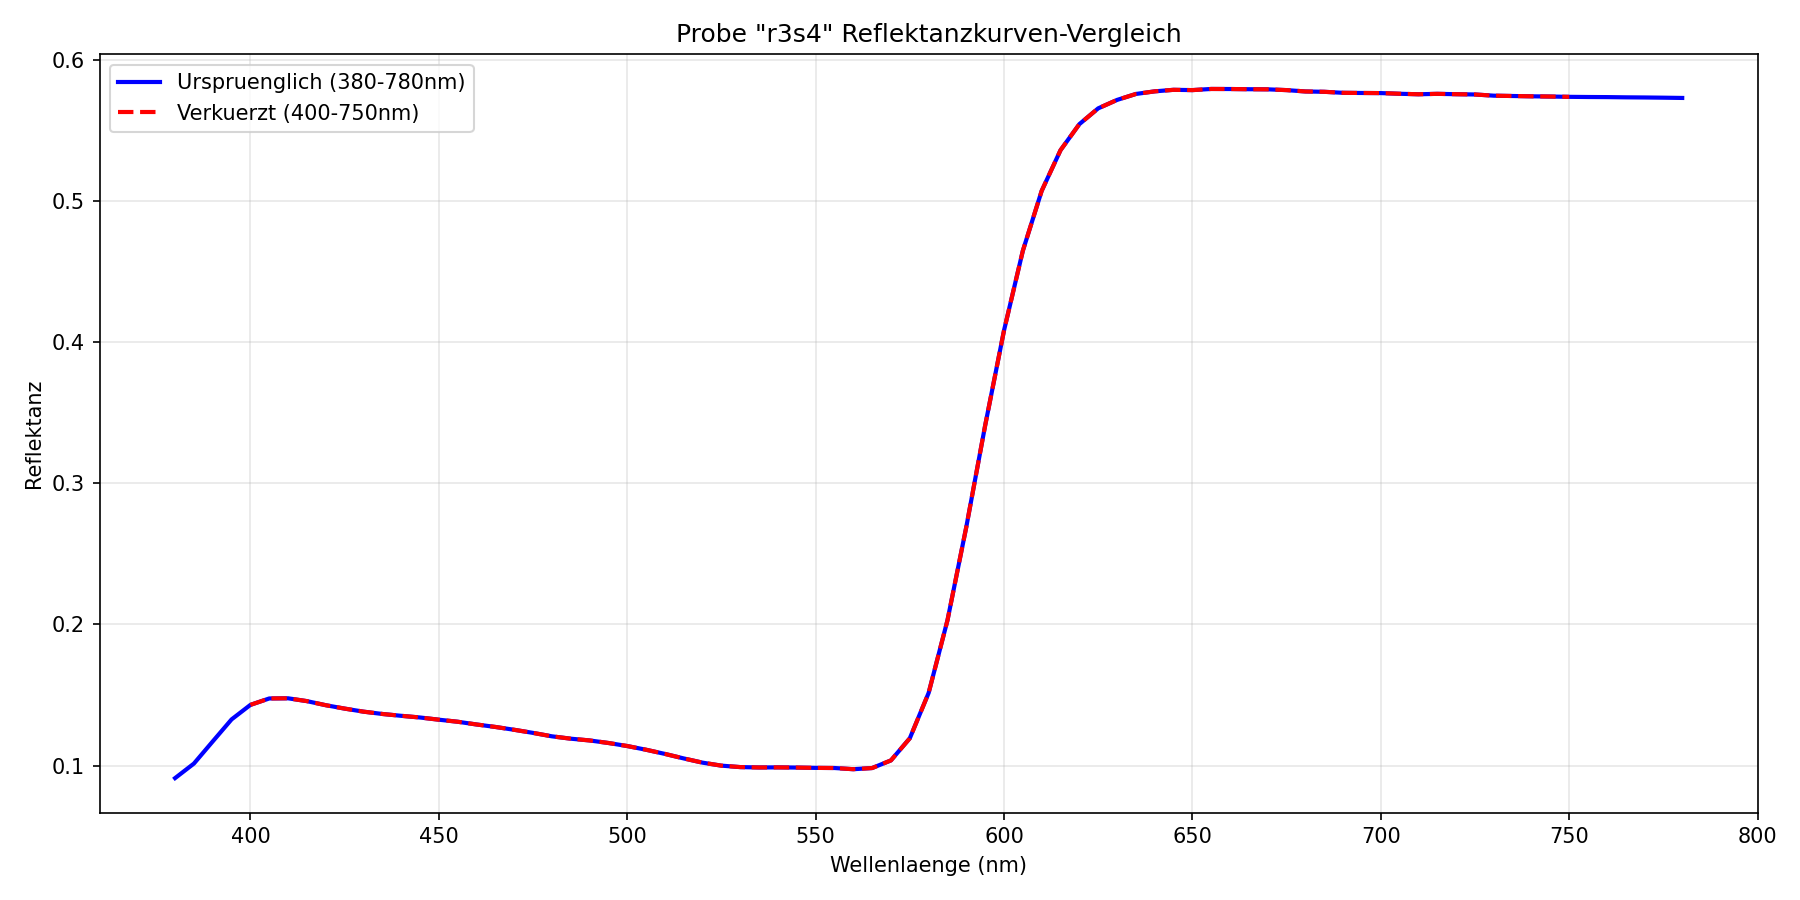 Probe "r3s4" Reflektanzkurven-Vergleich
Urspruenglich (380-780nm)
Verkuerzt (400-750nm)
0.6
0.5
0.4
0.3
0.2
0.1
Reflektanz
400 450 500 550 600 650 700 750 800
Wellenlaenge (nm)